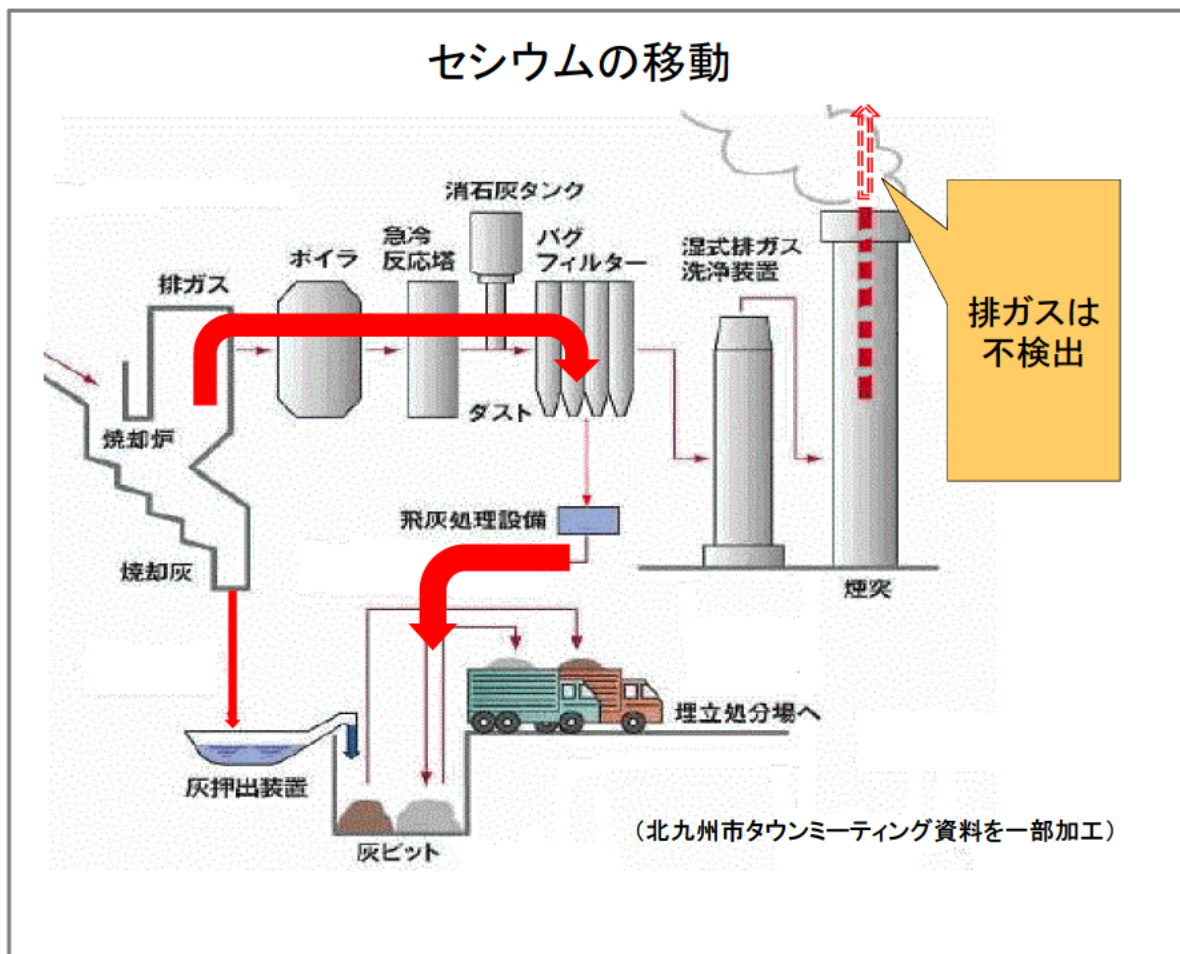 セシウムの移動
消石灰タンク
急冷
反応塔
バグ
フィルター
ボイラ
排ガス
湿式排ガス
洗浄装置
排ガスは
不検出
ダスト
焼却炉
飛灰処理設備
焼却灰
煙突
埋立処分場へ
灰押出装置
灰ピット
（北九州市タウンミーティング資料を一部加工）